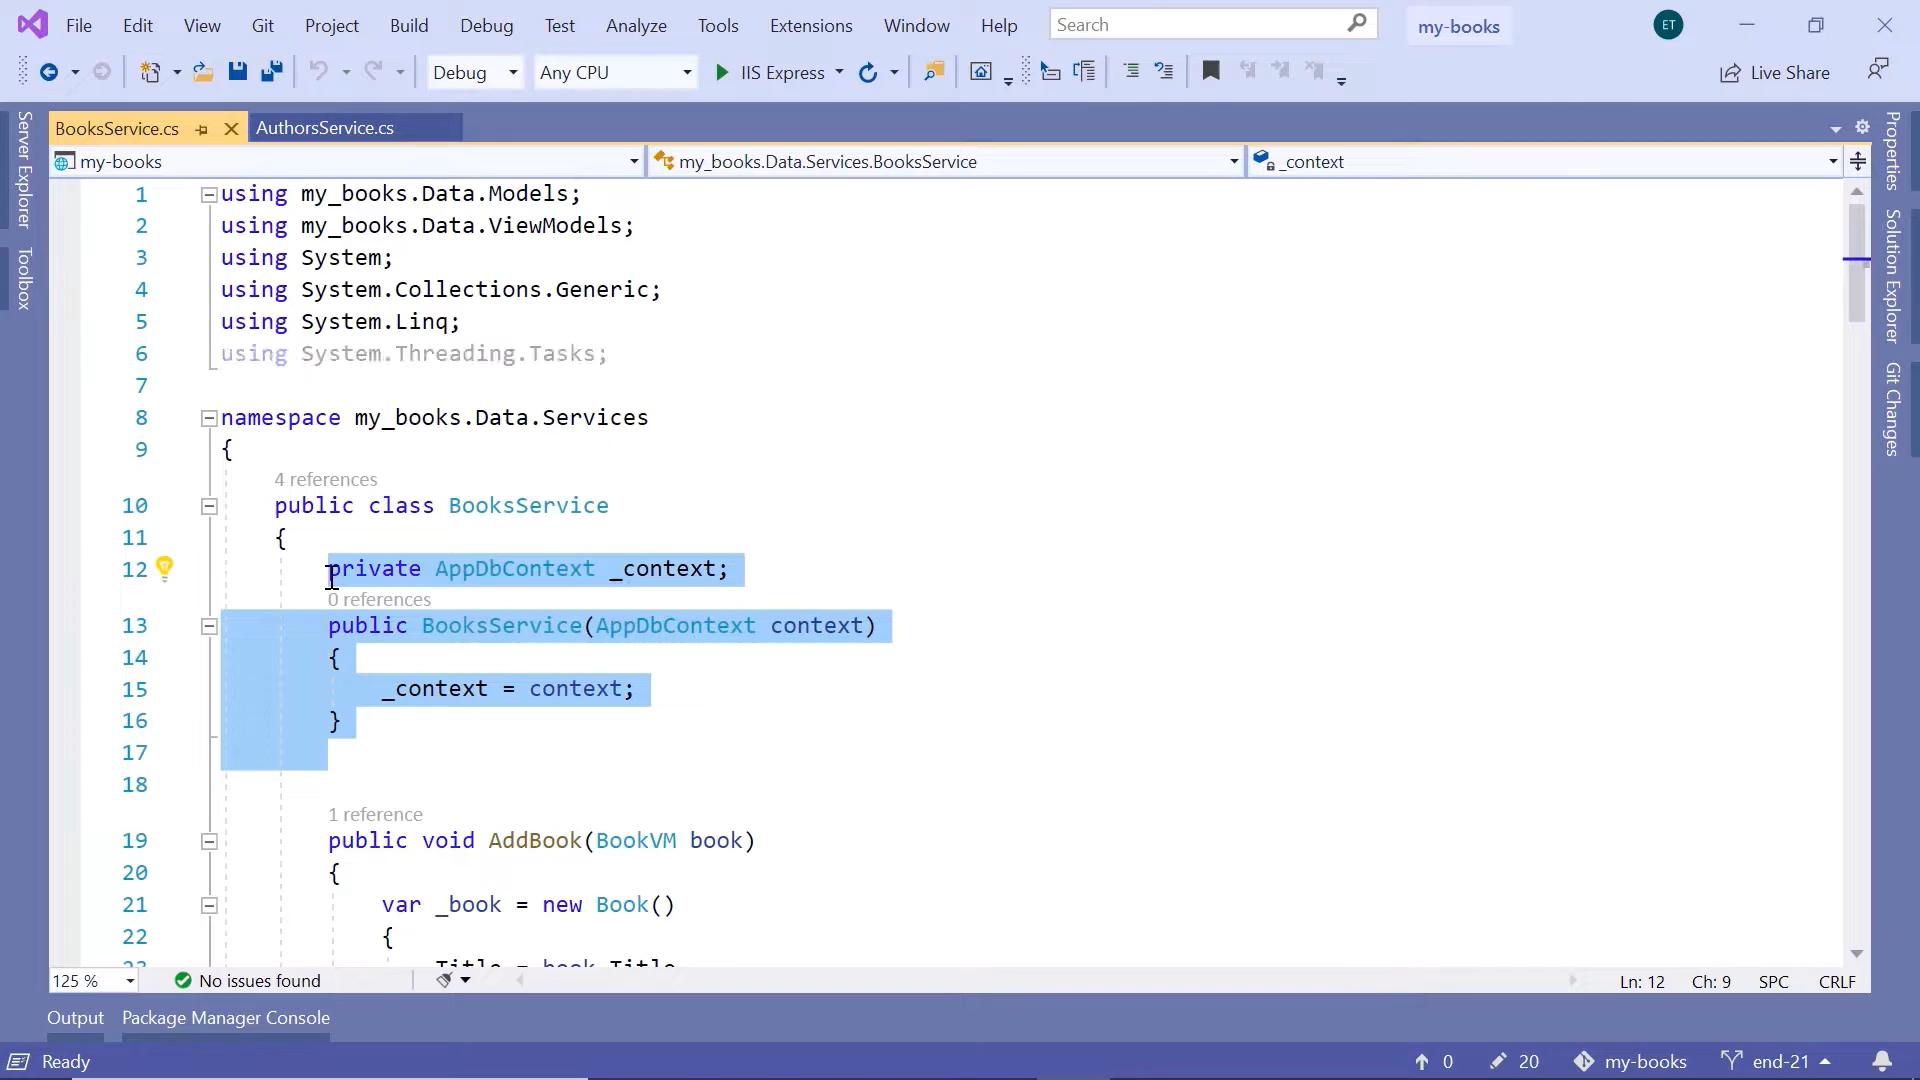 File Edit View Git Project Build Debug Test Analyze Tools Extensions Window Help Search my-books ET
Debug Any CPU IIS Express Live Share
BooksService.cs AuthorsService.cs
my-books my_books.Data.Services.BooksService _context
Server Explorer
Toolbox
Properties
Solution Explorer
Git Changes
1 using my_books.Data.Models;
2 using my_books.Data.ViewModels;
3 using System;
4 using System.Collections.Generic;
5 using System.Linq;
6 using System.Threading.Tasks;
7
8 namespace my_books.Data.Services
9 {
4 references
10 public class BooksService
11 {
12 private AppDbContext _context;
0 references
13 public BooksService(AppDbContext context)
14 {
15 _context = context;
16 }
17
18
1 reference
19 public void AddBook(BookVM book)
20 {
21 var _book = new Book()
22 {
23 Title = book.Title
125 % No issues found Ln: 12 Ch: 9 SPC CRLF
Output Package Manager Console
Ready 0 20 my-books end-21